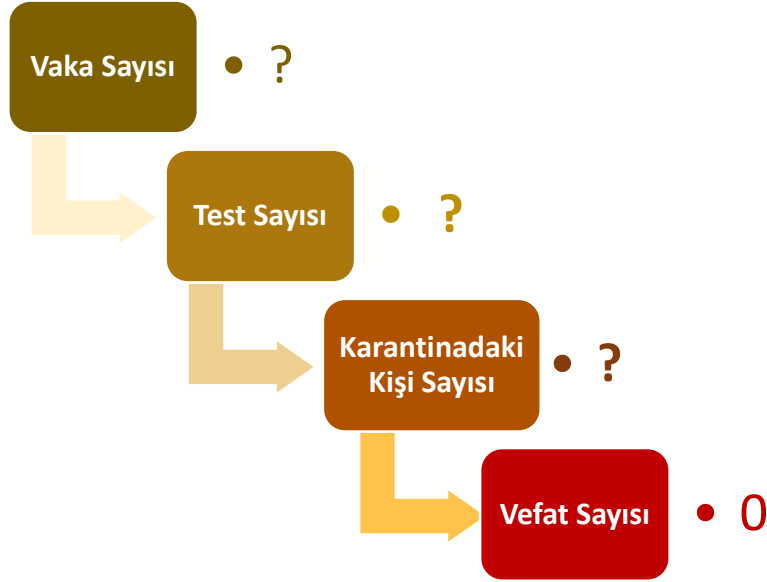 Vaka Sayısı
• ?
Test Sayısı
• ?
Karantinadaki
Kişi Sayısı
• ?
Vefat Sayısı
• 0